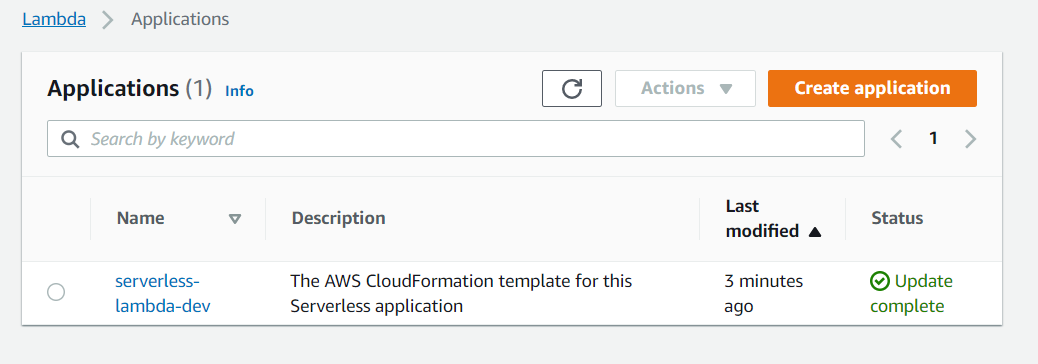 Lambda > Applications
Applications (1) Info
Actions
Create application
Search by keyword
1
Name
Description
Last
modified
Status
serverless-
lambda-dev
The AWS CloudFormation template for this
Serverless application
3 minutes
ago
Update
complete